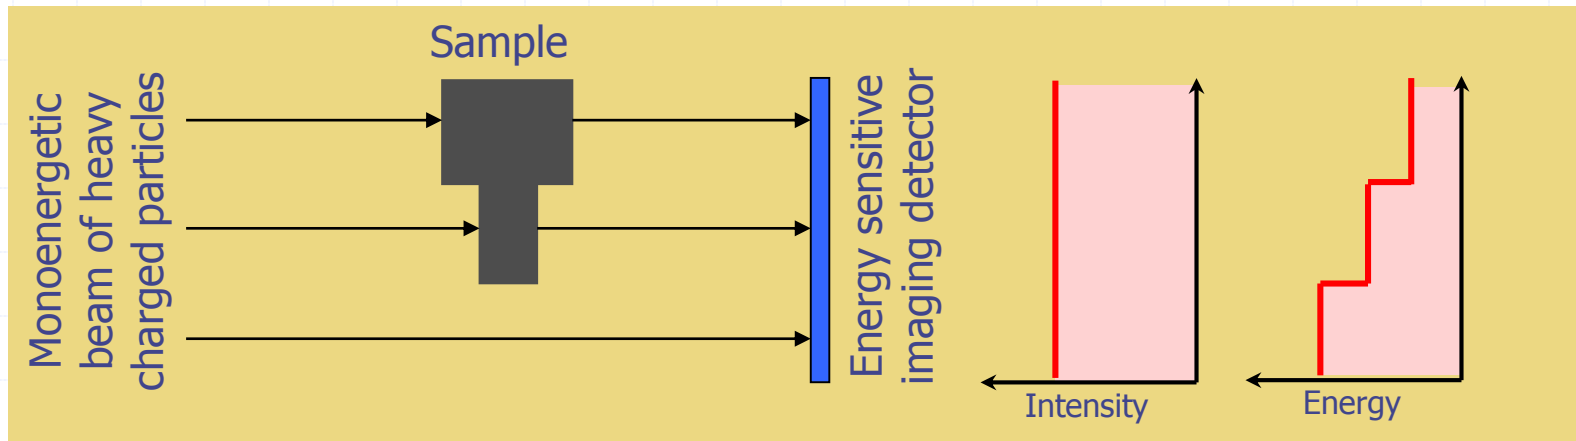 Monoenergetic
beam of heavy
charged particles
Sample
Energy sensitive
imaging detector
Intensity
Energy